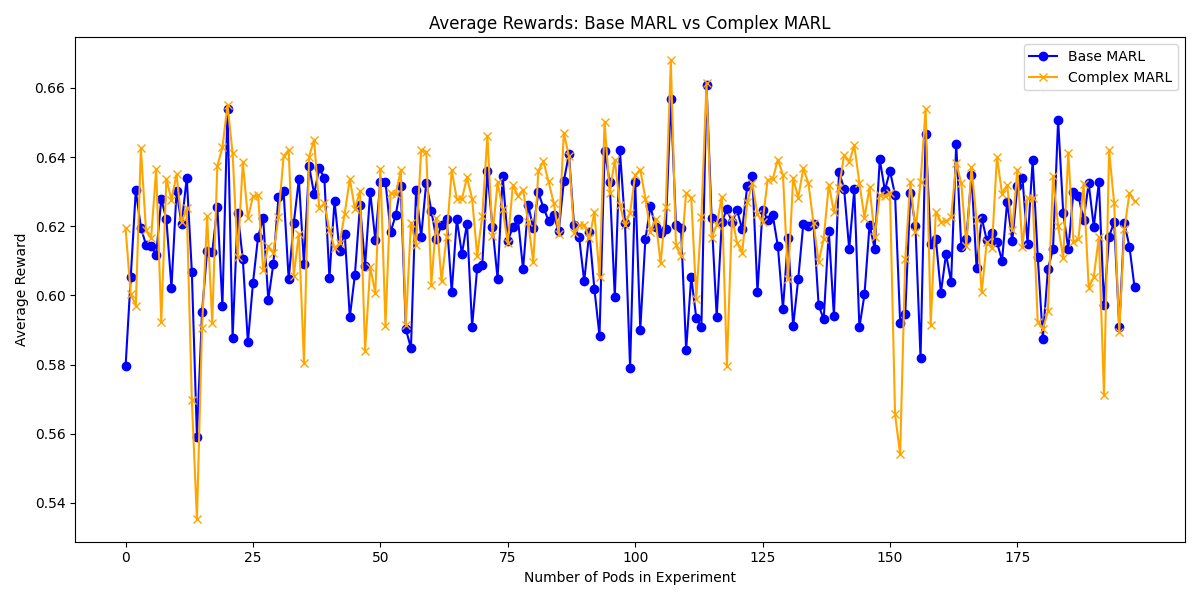 Average Rewards: Base MARL vs Complex MARL
Base MARL
Complex MARL
Average Reward
0.66
0.64
0.62
0.60
0.58
0.56
0.54
0 25 50 75 100 125 150 175
Number of Pods in Experiment